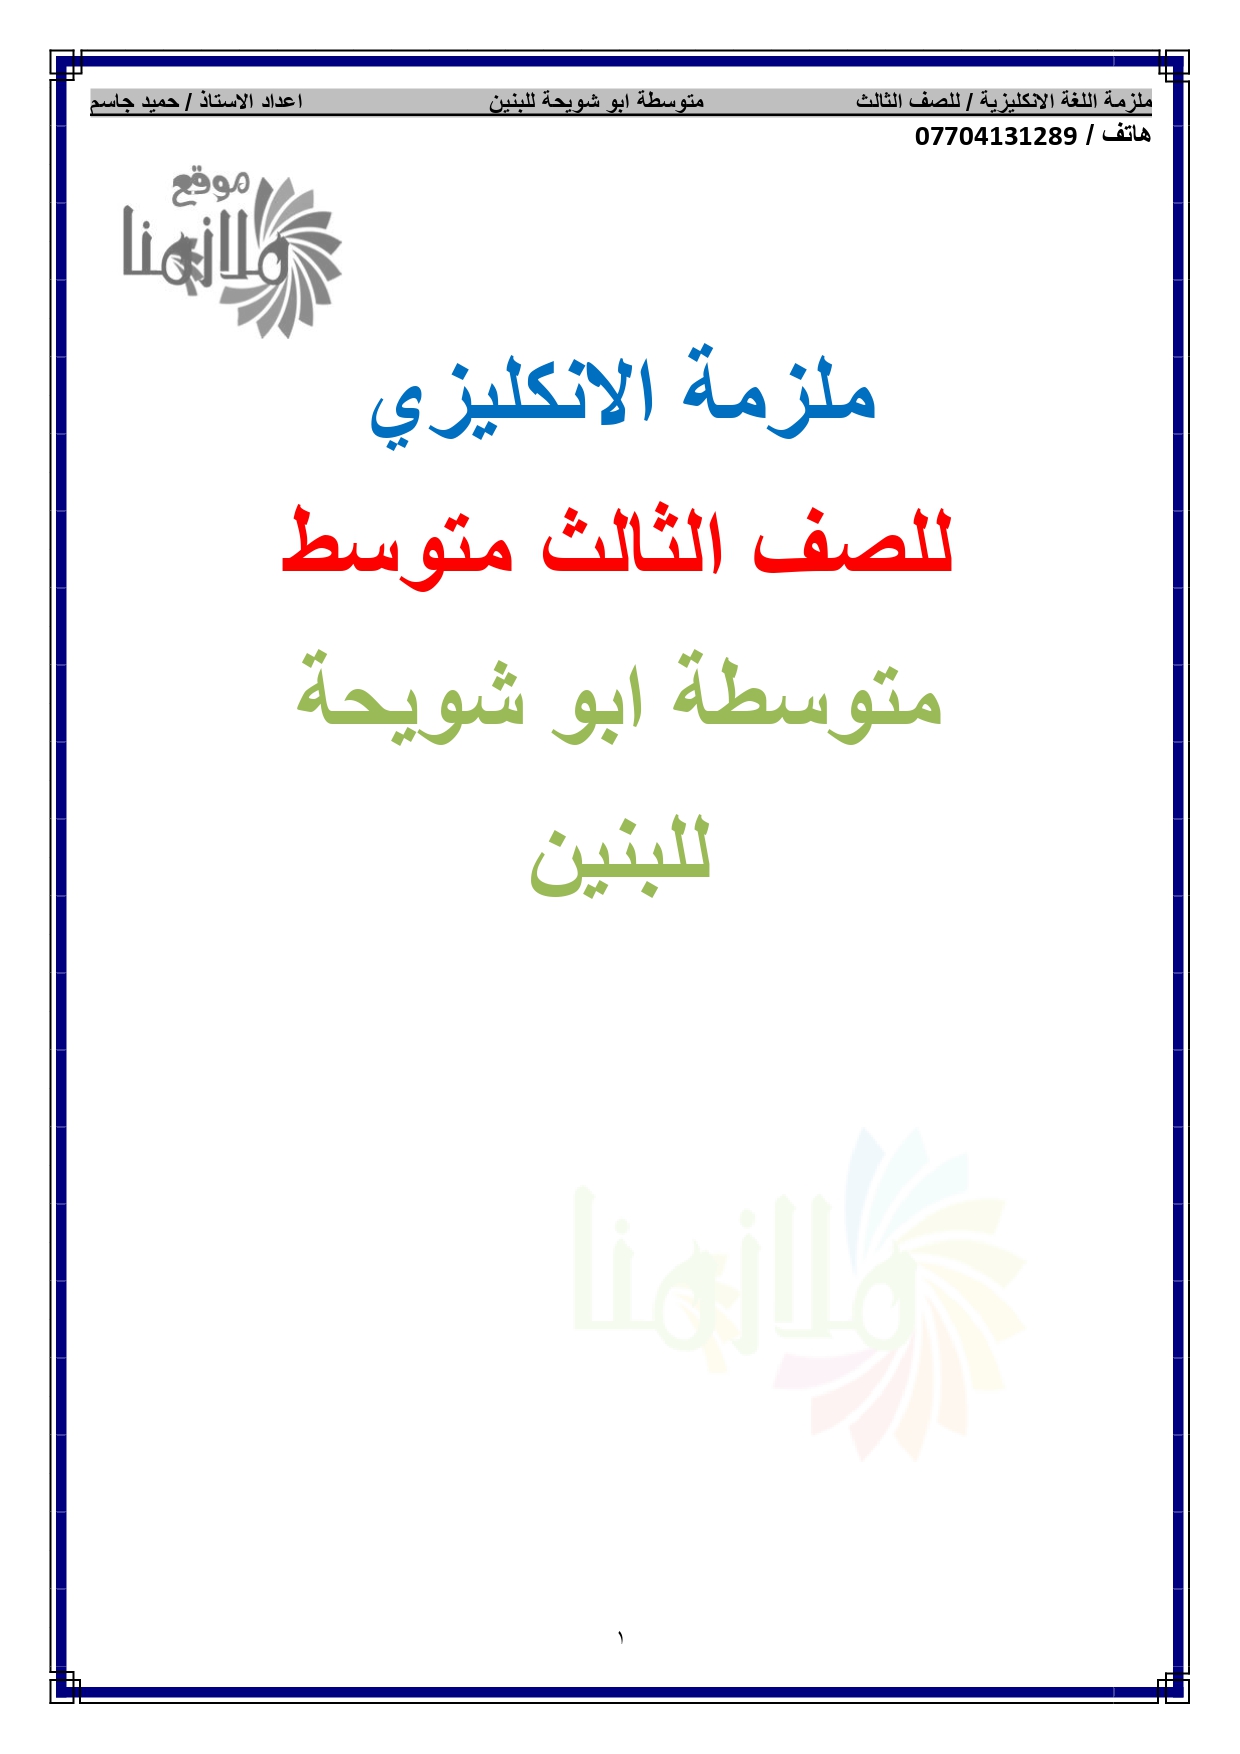 ملزمة اللغة الانكليزية / للصف الثالث متوسطة ابو شويحة للبنين اعداد الاستاذ / حميد جاسم
هاتف / 07704131289
موقع
ملازمنا
ملزمة الانكليزي
للصف الثالث متوسط
متوسطة ابو شويحة
للبنين
ملازمنا
١